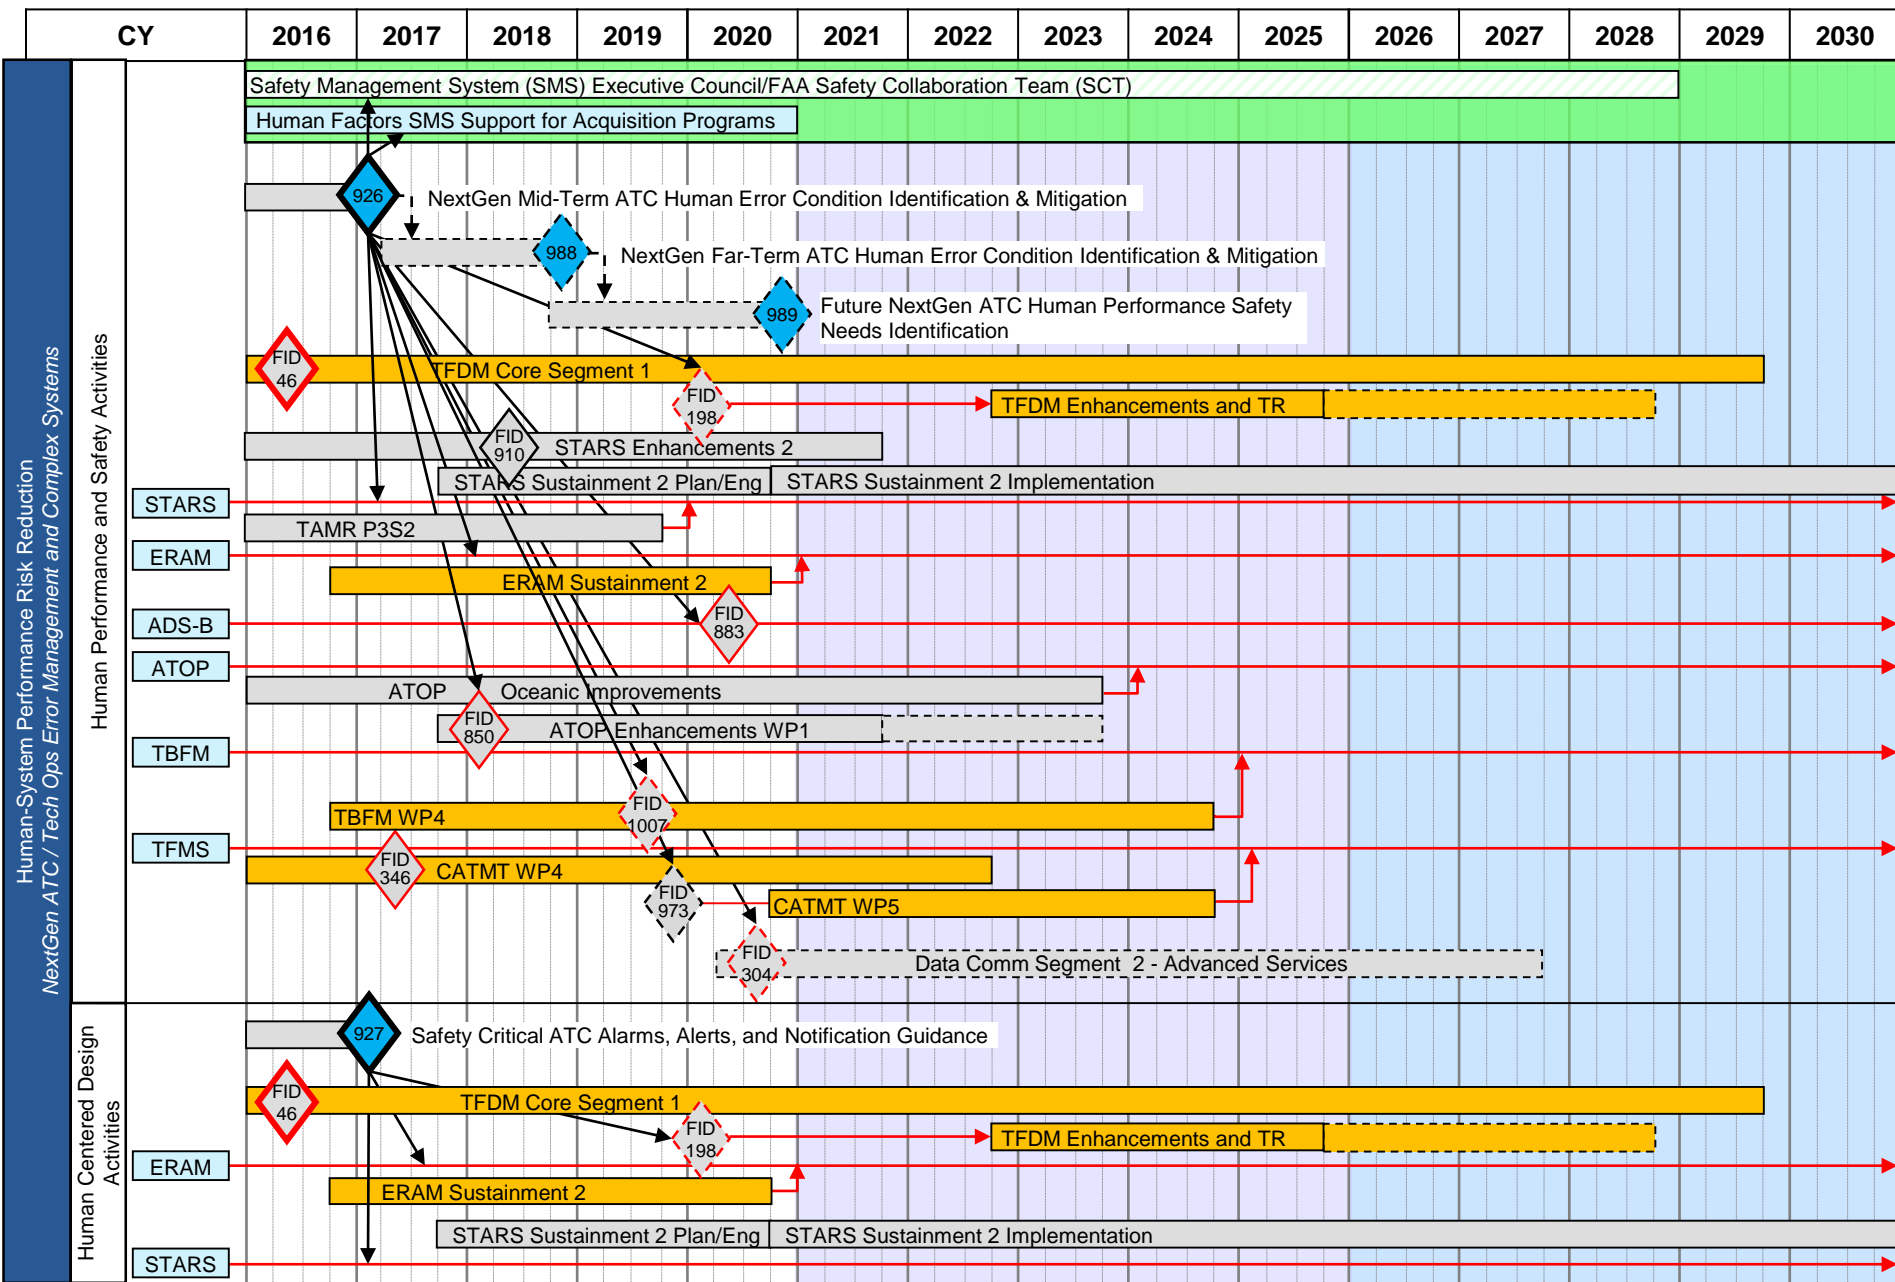 CY 2016 2017 2018 2019 2020 2021 2022 2023 2024 2025 2026 2027 2028 2029 2030
Human-System Performance Risk Reduction
NextGen ATC / Tech Ops Error Management and Complex Systems
Human Performance and Safety Activities
Safety Management System (SMS) Executive Council/FAA Safety Collaboration Team (SCT)
Human Factors SMS Support for Acquisition Programs
926
NextGen Mid-Term ATC Human Error Condition Identification & Mitigation
988
NextGen Far-Term ATC Human Error Condition Identification & Mitigation
989
Future NextGen ATC Human Performance Safety
Needs Identification
FID
46
TFDM Core Segment 1
FID
198
TFDM Enhancements and TR
FID
910
STARS Enhancements 2
STARS Sustainment 2 Plan/Eng
STARS Sustainment 2 Implementation
STARS
TAMR P3S2
ERAM
ERAM Sustainment 2
ADS-B
FID
883
ATOP
ATOP Oceanic Improvements
FID
850
ATOP Enhancements WP1
TBFM
FID
1007
TBFM WP4
TFMS
FID
346
CATMT WP4
FID
973
CATMT WP5
FID
304
Data Comm Segment 2 - Advanced Services
Human Centered Design
Activities
927
Safety Critical ATC Alarms, Alerts, and Notification Guidance
FID
46
TFDM Core Segment 1
FID
198
TFDM Enhancements and TR
ERAM
ERAM Sustainment 2
STARS Sustainment 2 Plan/Eng
STARS Sustainment 2 Implementation
STARS